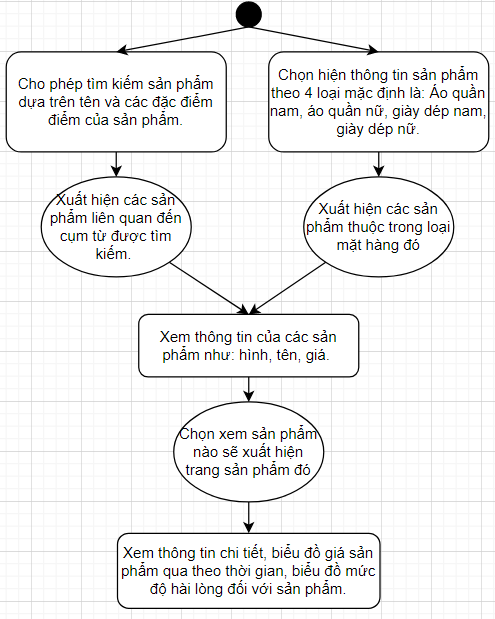 Cho phép tìm kiếm sản phẩm
dựa trên tên và các đặc điểm
điểm của sản phẩm.
Chọn hiện thông tin sản phẩm
theo 4 loại mặc định là: Áo quần
nam, áo quần nữ, giày dép nam,
giày dép nữ.
Xuất hiện các sản
phẩm liên quan đến
cụm từ được tìm
kiếm.
Xuất hiện các sản
phẩm thuộc trong loại
mặt hàng đó
Xem thông tin của các sản
phẩm như: hình, tên, giá.
Chọn xem sản phẩm
nào sẽ xuất hiện
trang sản phẩm đó
Xem thông tin chi tiết, biểu đồ giá sản
phẩm qua theo thời gian, biểu đồ mức
độ hài lòng đối với sản phẩm.